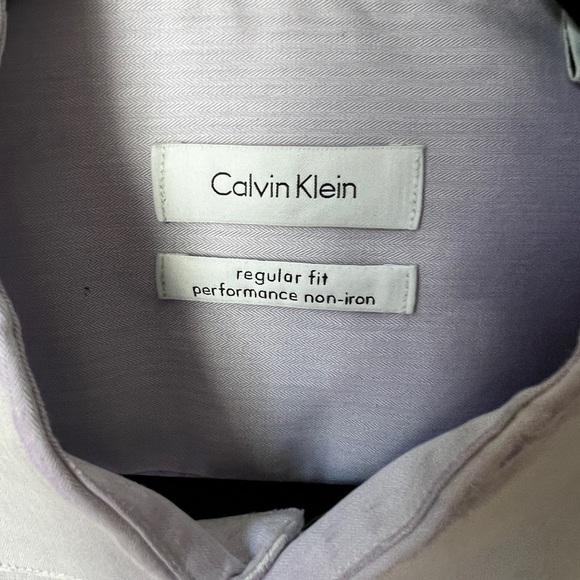 Calvin Klein
regular fit
performance non-iron